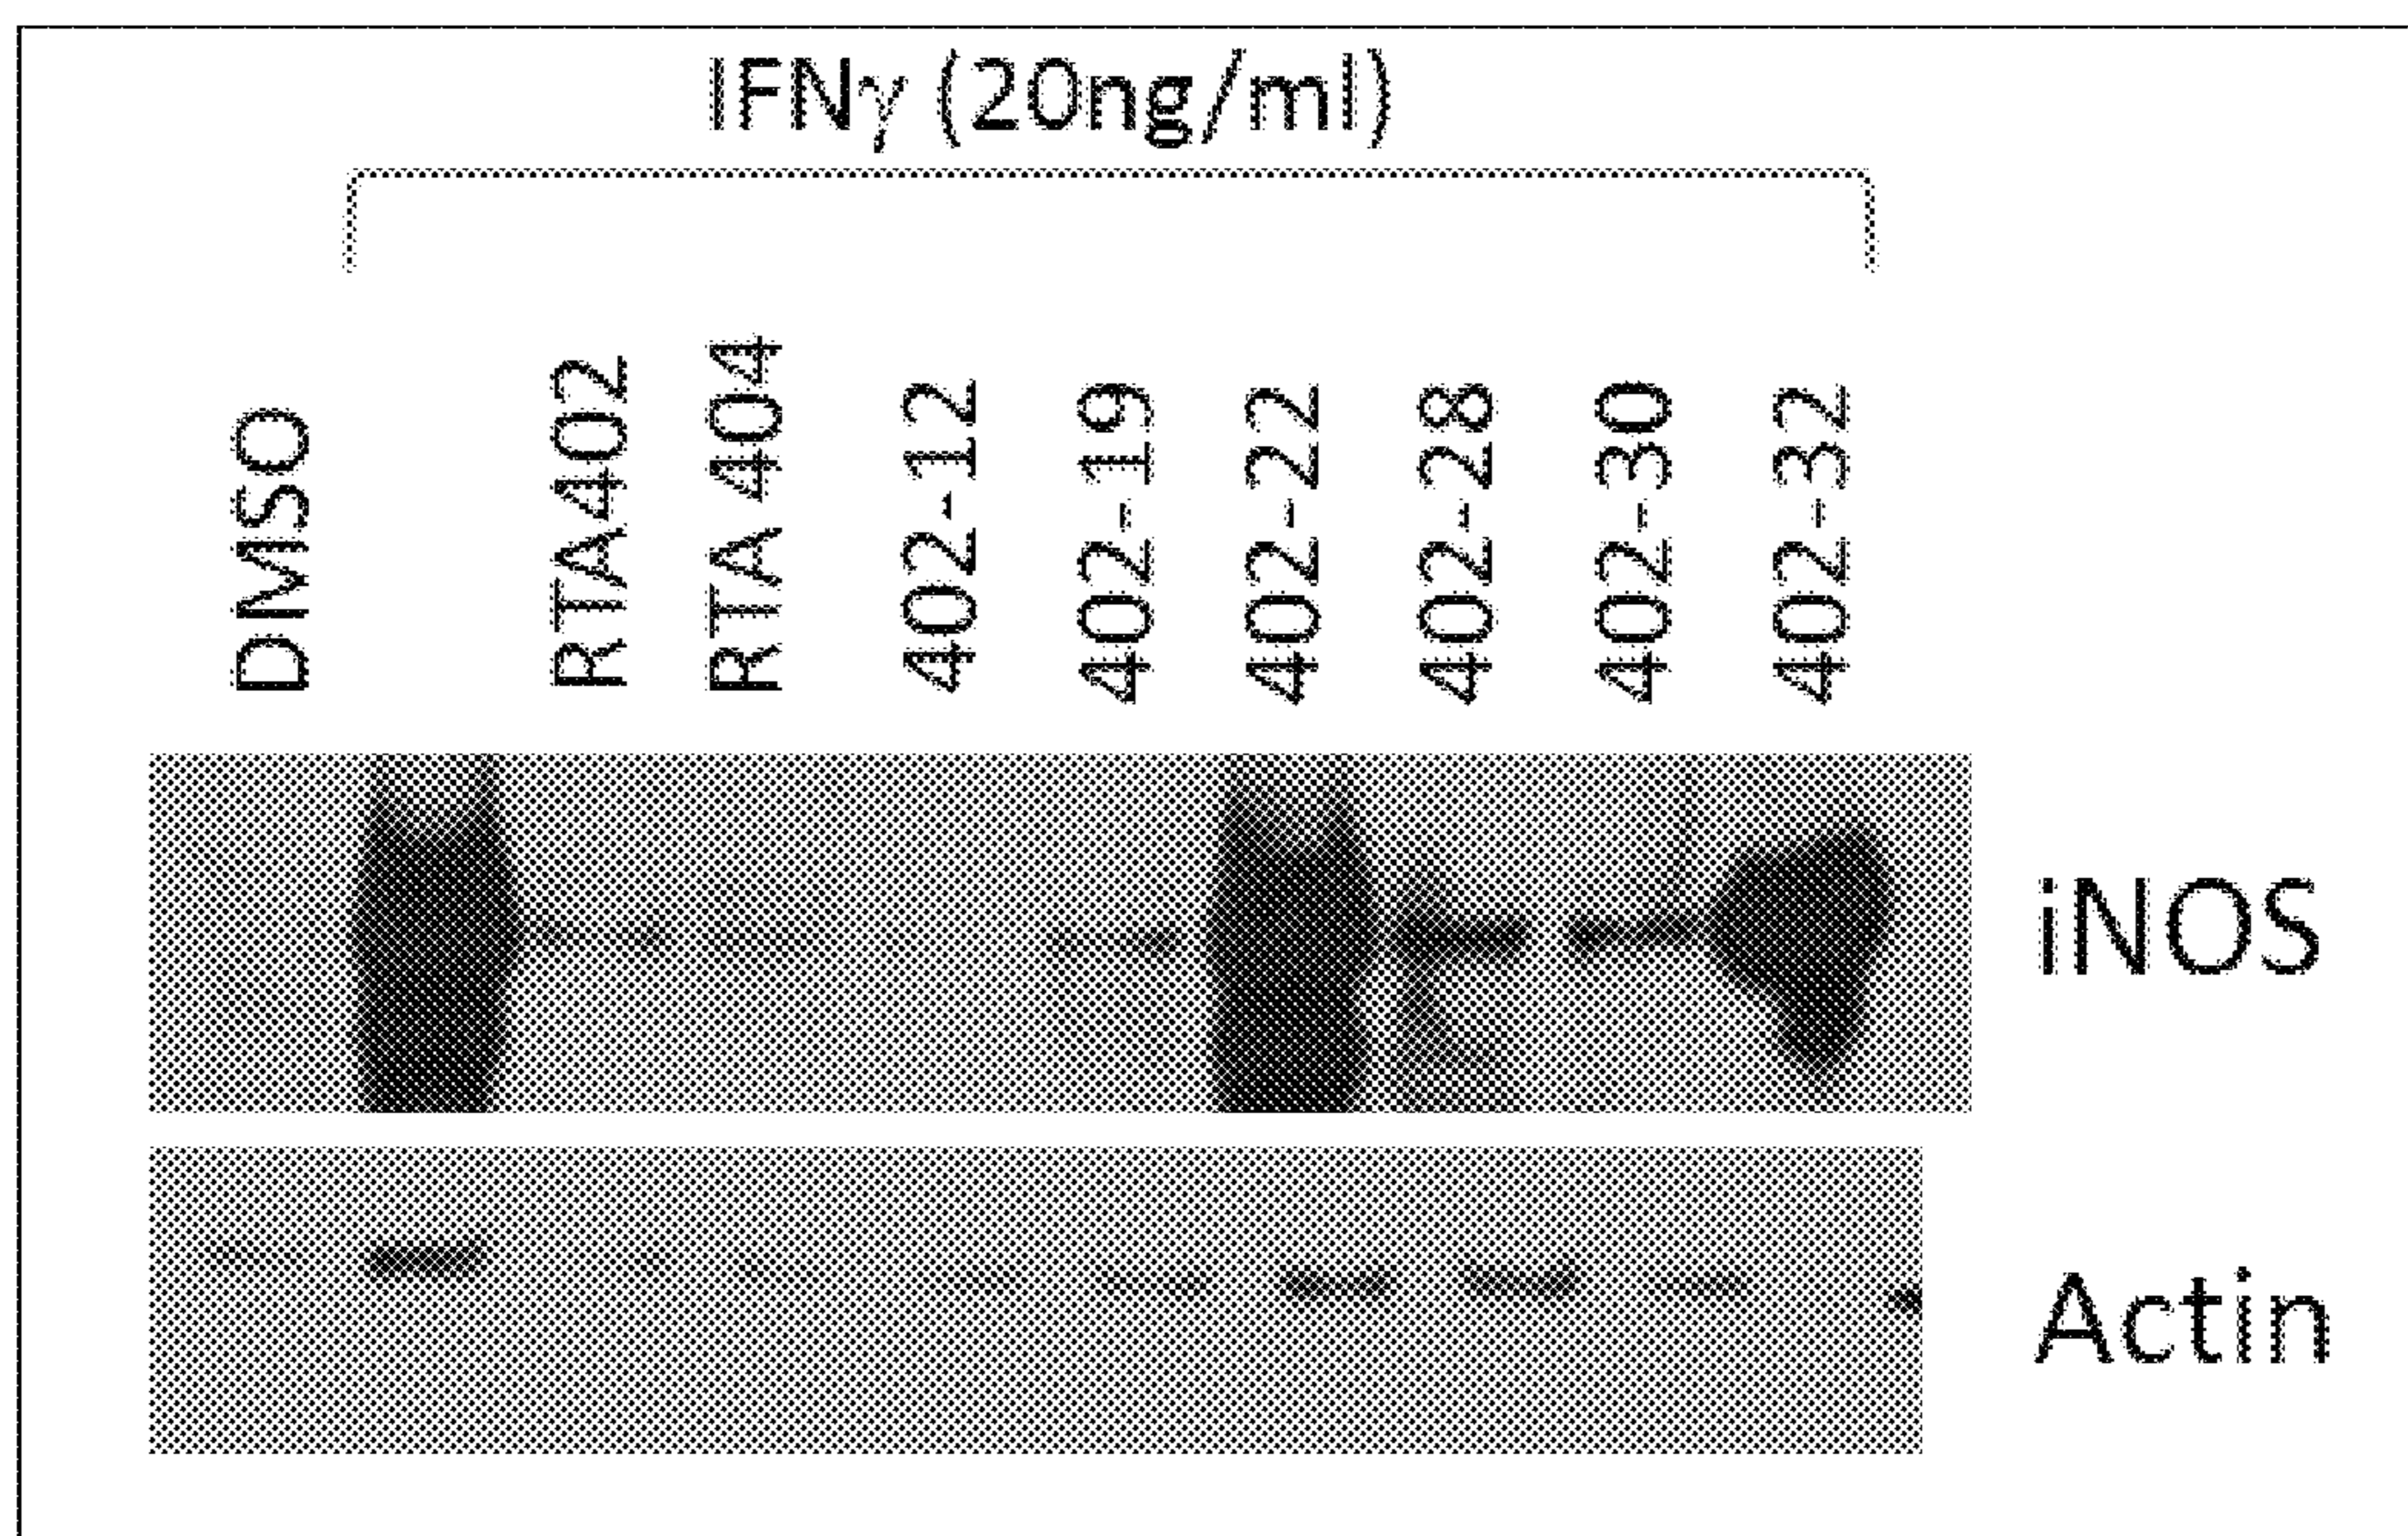 IFNγ (20ng/ml)
DMSO
RTA402
RTA 404
402-12
402-19
402-22
402-28
402-30
402-32
iNOS
Actin